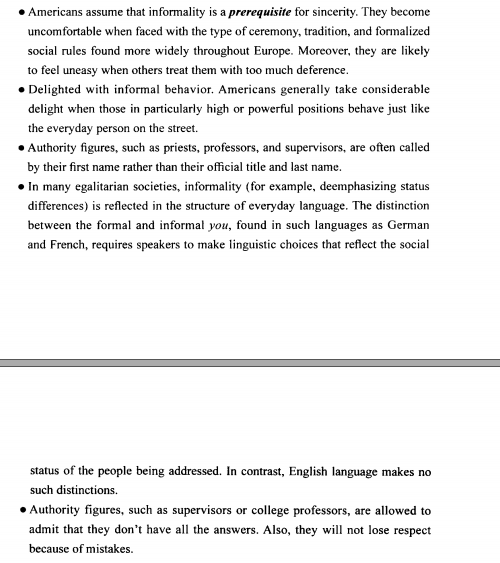 ● Americans assume that informality is a prerequisite for sincerity. They become
uncomfortable when faced with the type of ceremony, tradition, and formalized
social rules found more widely throughout Europe. Moreover, they are likely
to feel uneasy when others treat them with too much deference.
● Delighted with informal behavior. Americans generally take considerable
delight when those in particularly high or powerful positions behave just like
the everyday person on the street.
● Authority figures, such as priests, professors, and supervisors, are often called
by their first name rather than their official title and last name.
● In many egalitarian societies, informality (for example, deemphasizing status
differences) is reflected in the structure of everyday language. The distinction
between the formal and informal you, found in such languages as German
and French, requires speakers to make linguistic choices that reflect the social
status of the people being addressed. In contrast, English language makes no
such distinctions.
● Authority figures, such as supervisors or college professors, are allowed to
admit that they don't have all the answers. Also, they will not lose respect
because of mistakes.